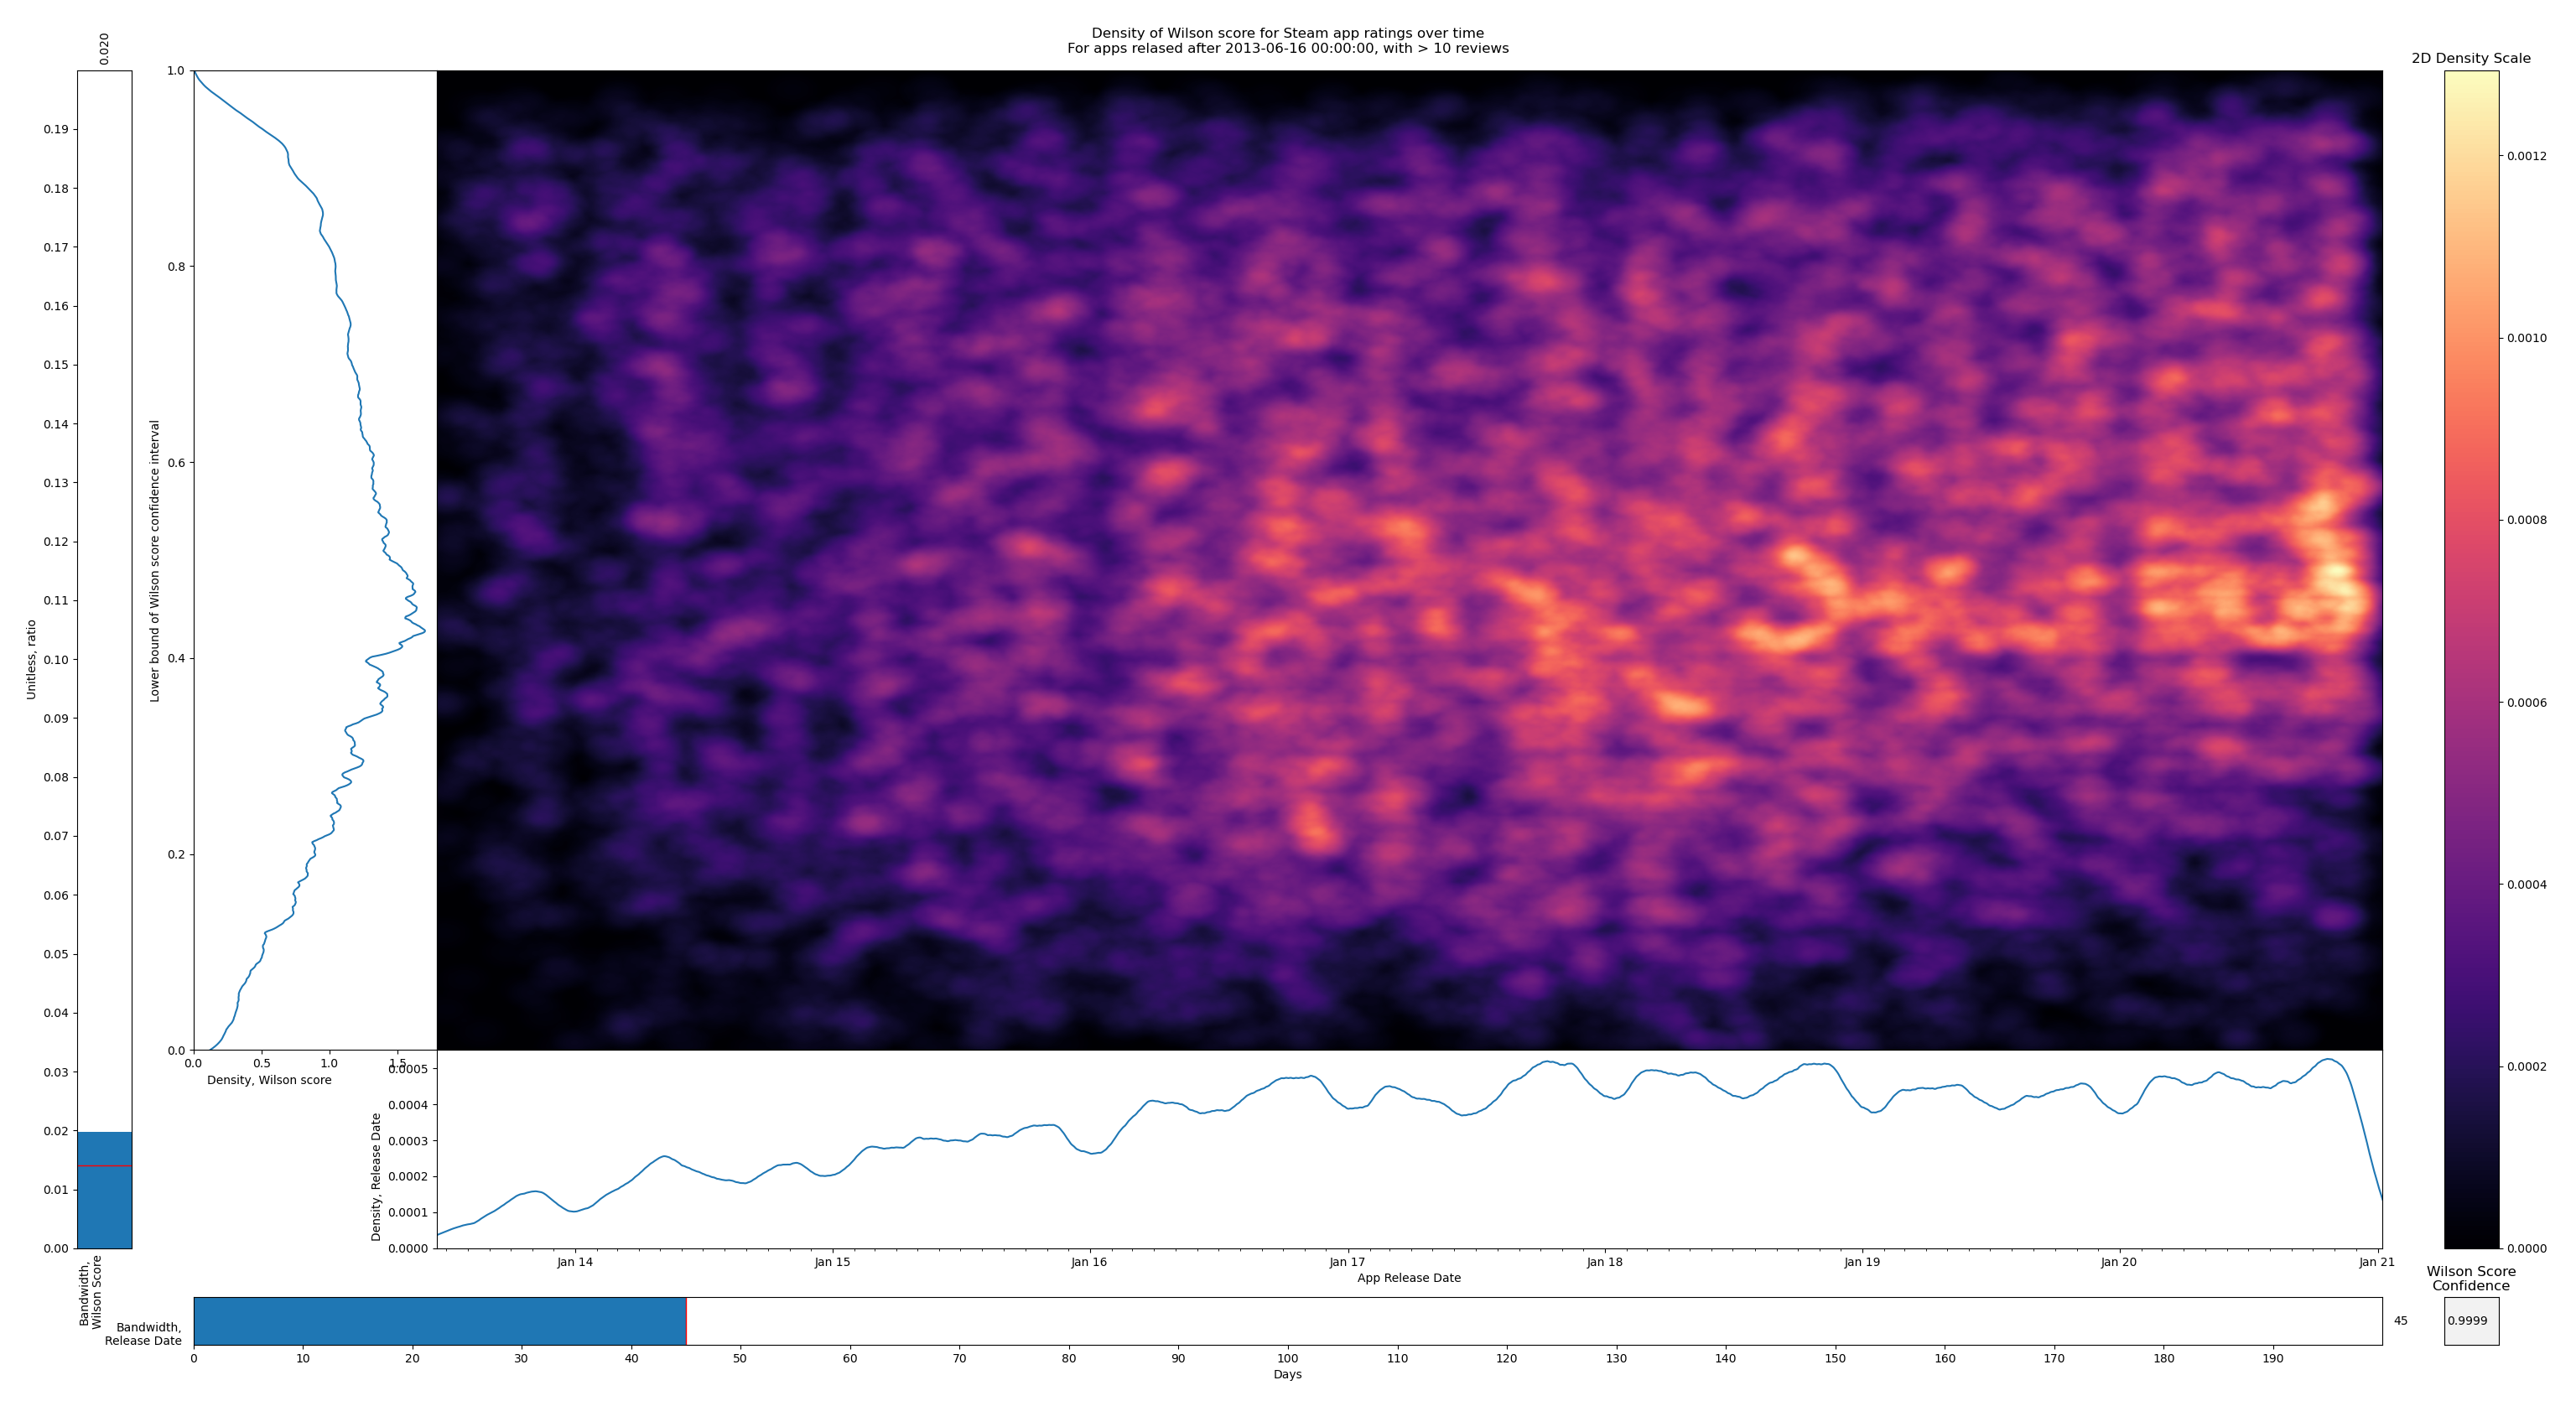 Density of Wilson score for Steam app ratings over time
For apps relased after 2013-06-16 00:00:00, with > 10 reviews
0.020
0.19
0.18
0.17
0.16
0.15
0.14
0.13
0.12
0.11
0.10
0.09
0.08
0.07
0.06
0.05
0.04
0.03
0.02
0.01
0.00
Unitless, ratio
Bandwidth,
Wilson Score
1.0
0.8
0.6
0.4
0.2
0.0
Lower bound of Wilson score confidence interval
0.0 0.5 1.0 1.5
Density, Wilson score
0.0005
0.0004
0.0003
0.0002
0.0001
0.0000
Density, Release Date
Jan 14 Jan 15 Jan 16 Jan 17 Jan 18 Jan 19 Jan 20 Jan 21
App Release Date
2D Density Scale
0.0012
0.0010
0.0008
0.0006
0.0004
0.0002
0.0000
Wilson Score
Confidence
0.9999
Bandwidth,
Release Date
45
0 10 20 30 40 50 60 70 80 90 100 110 120 130 140 150 160 170 180 190
Days